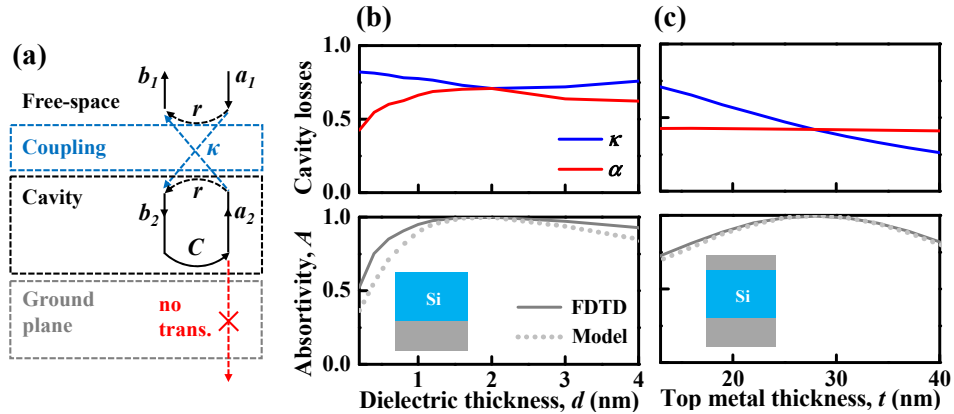 (a)
b1
a1
Free-space
r
Coupling
κ
Cavity
r
b2
a2
C
Ground
plane
no
trans.
(b)
Cavity losses
1.0
0.5
0.0
κ
α
Absortivity, A
1.0
0.5
1.0
Si
FDTD
Model
1
2
3
4
Dielectric thickness, d (nm)
(c)
Si
20
30
40
Top metal thickness, t (nm)